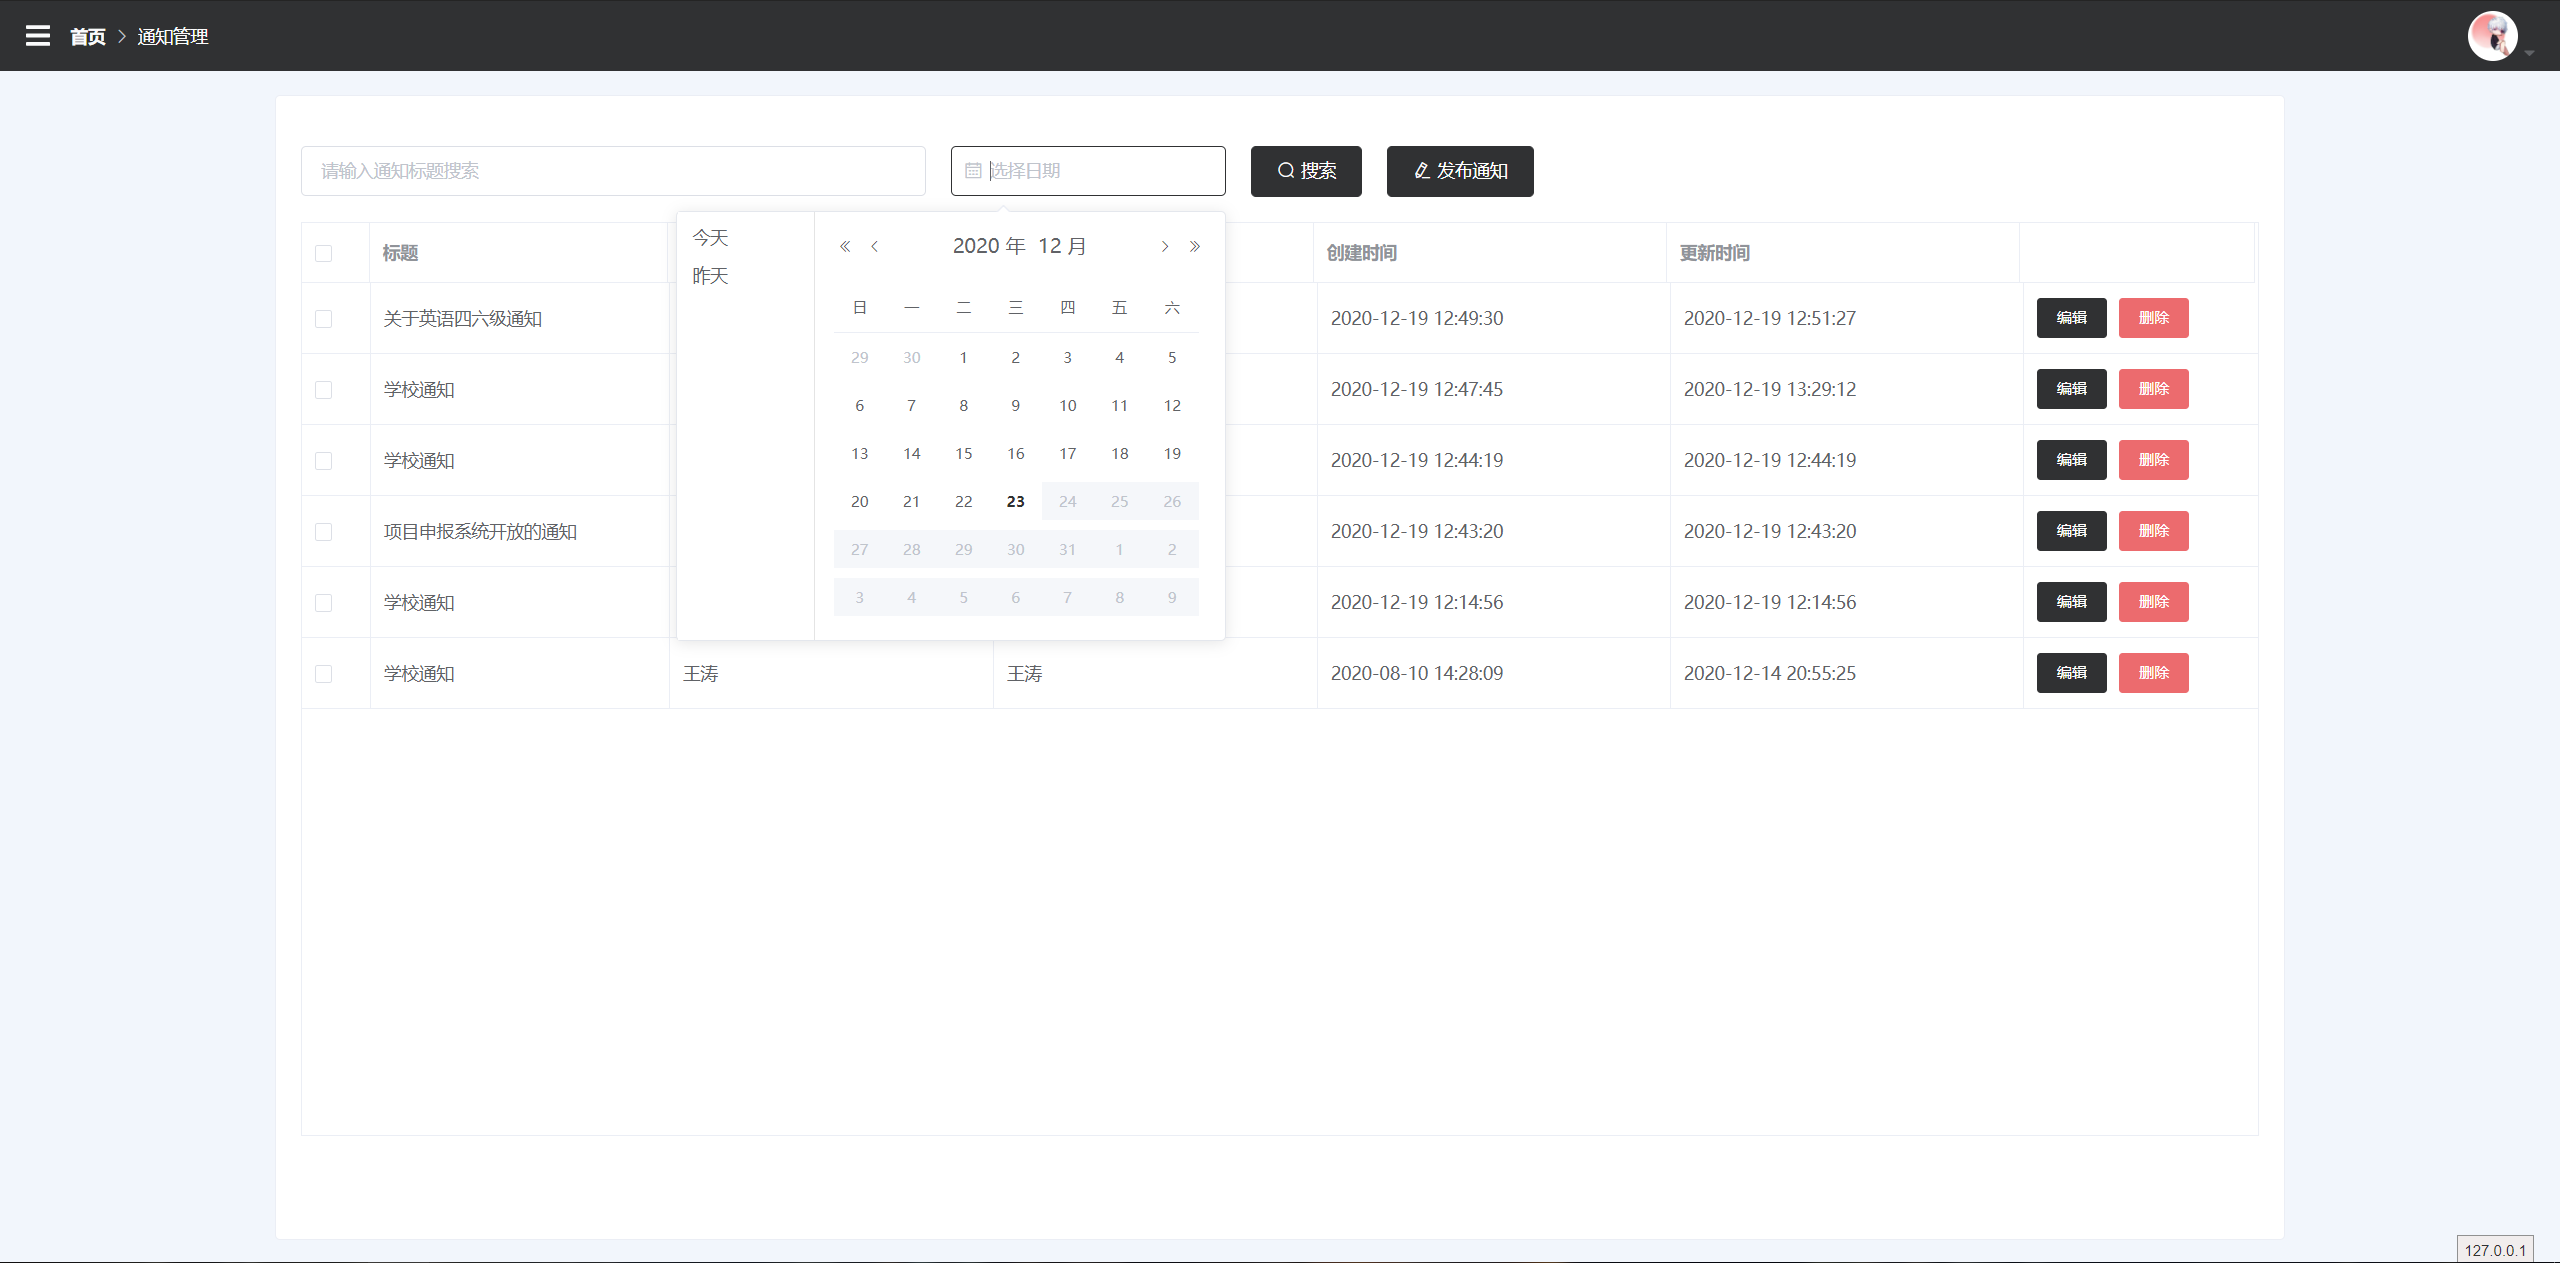 首页 > 通知管理
请输入通知标题搜索 选择日期 搜索 发布通知
标题 创建时间 更新时间
今天
昨天
2020 年 12 月
日 一 二 三 四 五 六
29 30 1 2 3 4 5
6 7 8 9 10 11 12
13 14 15 16 17 18 19
20 21 22 23 24 25 26
27 28 29 30 31 1 2
3 4 5 6 7 8 9
关于英语四六级通知 2020-12-19 12:49:30 2020-12-19 12:51:27 编辑 删除
学校通知 2020-12-19 12:47:45 2020-12-19 13:29:12 编辑 删除
学校通知 2020-12-19 12:44:19 2020-12-19 12:44:19 编辑 删除
项目申报系统开放的通知 2020-12-19 12:43:20 2020-12-19 12:43:20 编辑 删除
学校通知 2020-12-19 12:14:56 2020-12-19 12:14:56 编辑 删除
学校通知 王涛 王涛 2020-08-10 14:28:09 2020-12-14 20:55:25 编辑 删除
127.0.0.1